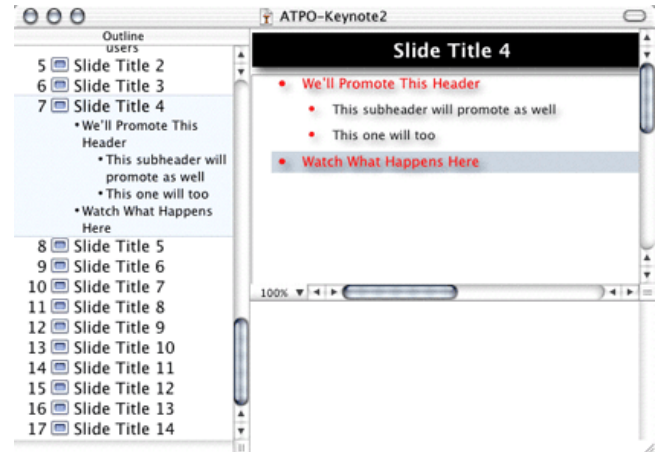 ATPO-Keynote2
Outline
users
5 Slide Title 2
6 Slide Title 3
7 Slide Title 4
•We'll Promote This
Header
•This subheader will
promote as well
•This one will too
•Watch What Happens
Here
8 Slide Title 5
9 Slide Title 6
10 Slide Title 7
11 Slide Title 8
12 Slide Title 9
13 Slide Title 10
14 Slide Title 11
15 Slide Title 12
16 Slide Title 13
17 Slide Title 14
Slide Title 4
• We'll Promote This Header
• This subheader will promote as well
• This one will too
• Watch What Happens Here
100%